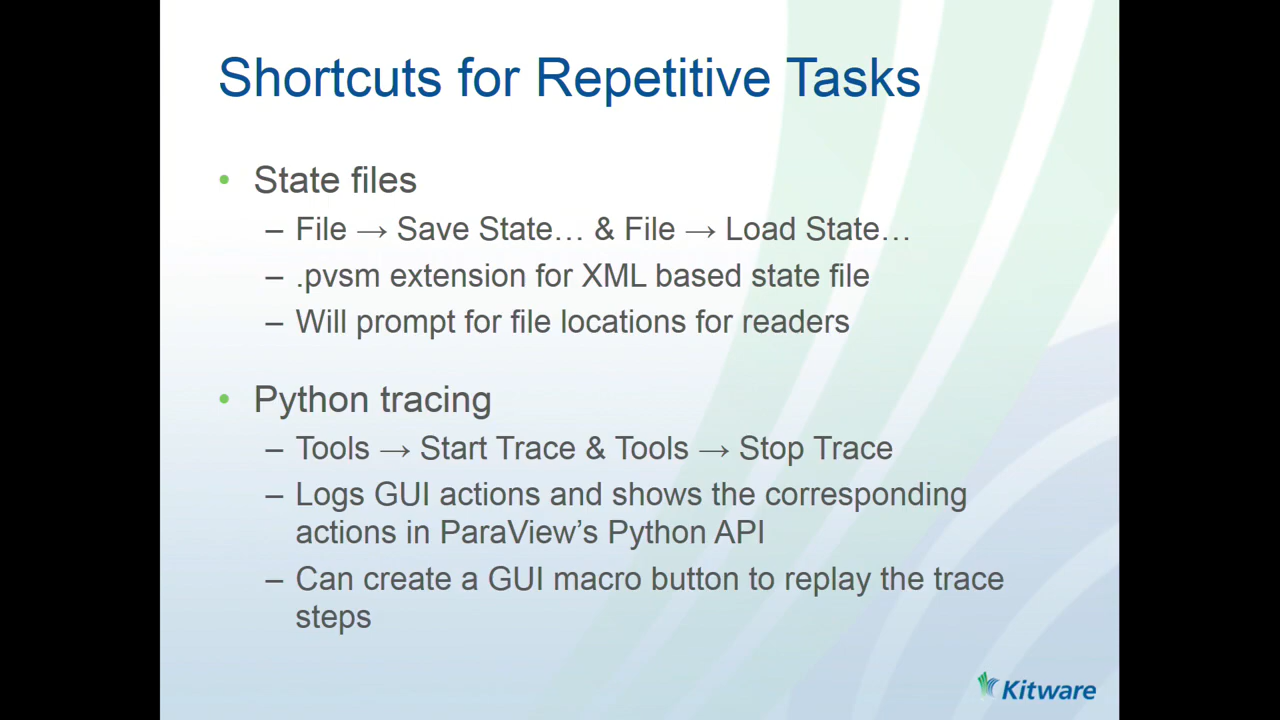 Shortcuts for Repetitive Tasks
• State files
– File → Save State… & File → Load State…
– .pvsm extension for XML based state file
– Will prompt for file locations for readers
• Python tracing
– Tools → Start Trace & Tools → Stop Trace
– Logs GUI actions and shows the corresponding
actions in ParaView’s Python API
– Can create a GUI macro button to replay the trace
steps
Kitware